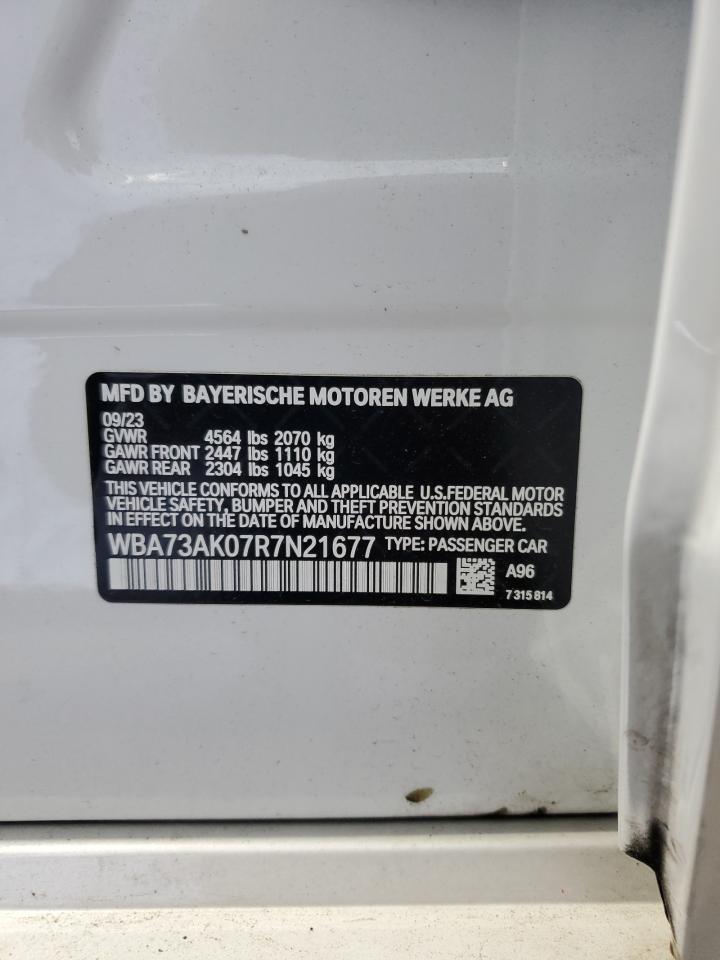 MFD BY BAYERISCHE MOTOREN WERKE AG
09/23
GVWR 4564 lbs 2070 kg
GAWR FRONT 2447 lbs 1110 kg
GAWR REAR 2304 lbs 1045 kg
THIS VEHICLE CONFORMS TO ALL APPLICABLE U.S.FEDERAL MOTOR
VEHICLE SAFETY, BUMPER AND THEFT PREVENTION STANDARDS
IN EFFECT ON THE DATE OF MANUFACTURE SHOWN ABOVE.
WBA73AK07R7N21677 TYPE: PASSENGER CAR
A96
7 315 814